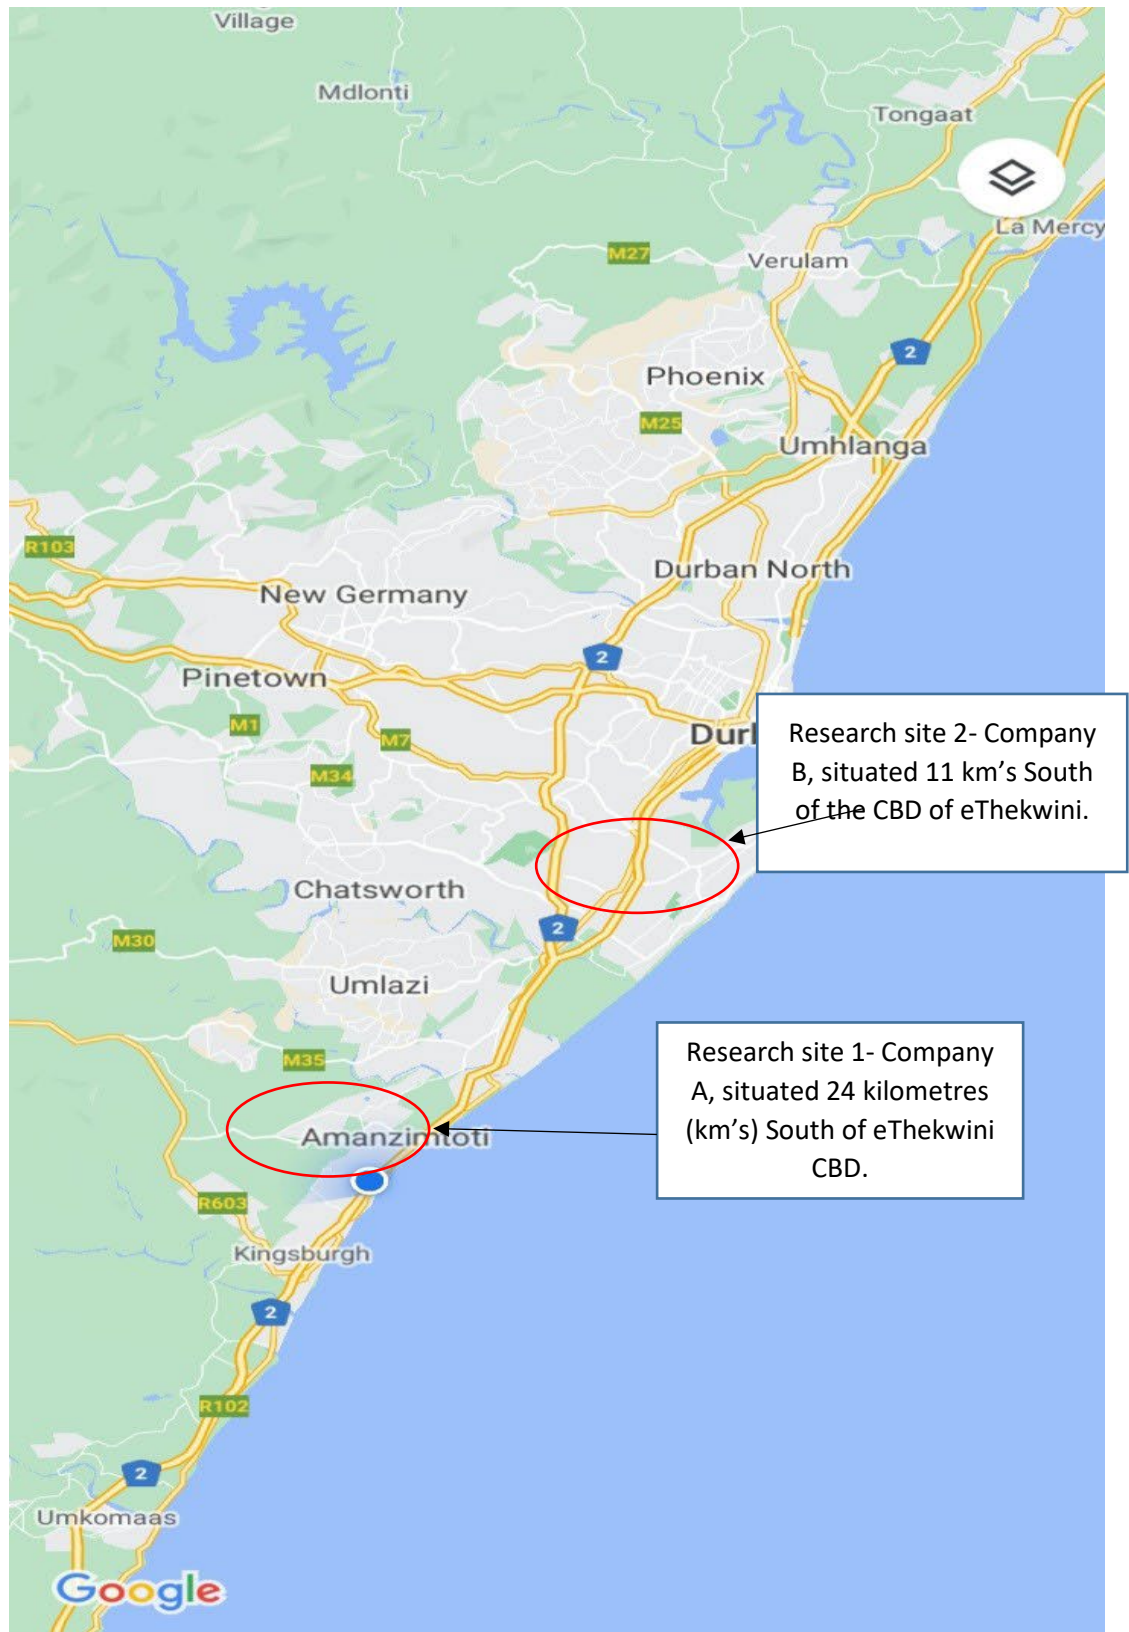 Village
Mdlonti
Tongaat
La Mercy
M27
Verulam
2
Phoenix
M25
Umhlanga
R103
Durban North
New Germany
2
Pinetown
M1
Durl
M7
M34
Research site 2- Company
B, situated 11 km’s South
of the CBD of eThekwini.
Chatsworth
2
M30
Umlazi
M35
Research site 1- Company
A, situated 24 kilometres
(km’s) South of eThekwini
CBD.
Amanzimtoti
R603
Kingsburgh
2
R102
2
Umkomaas
Google